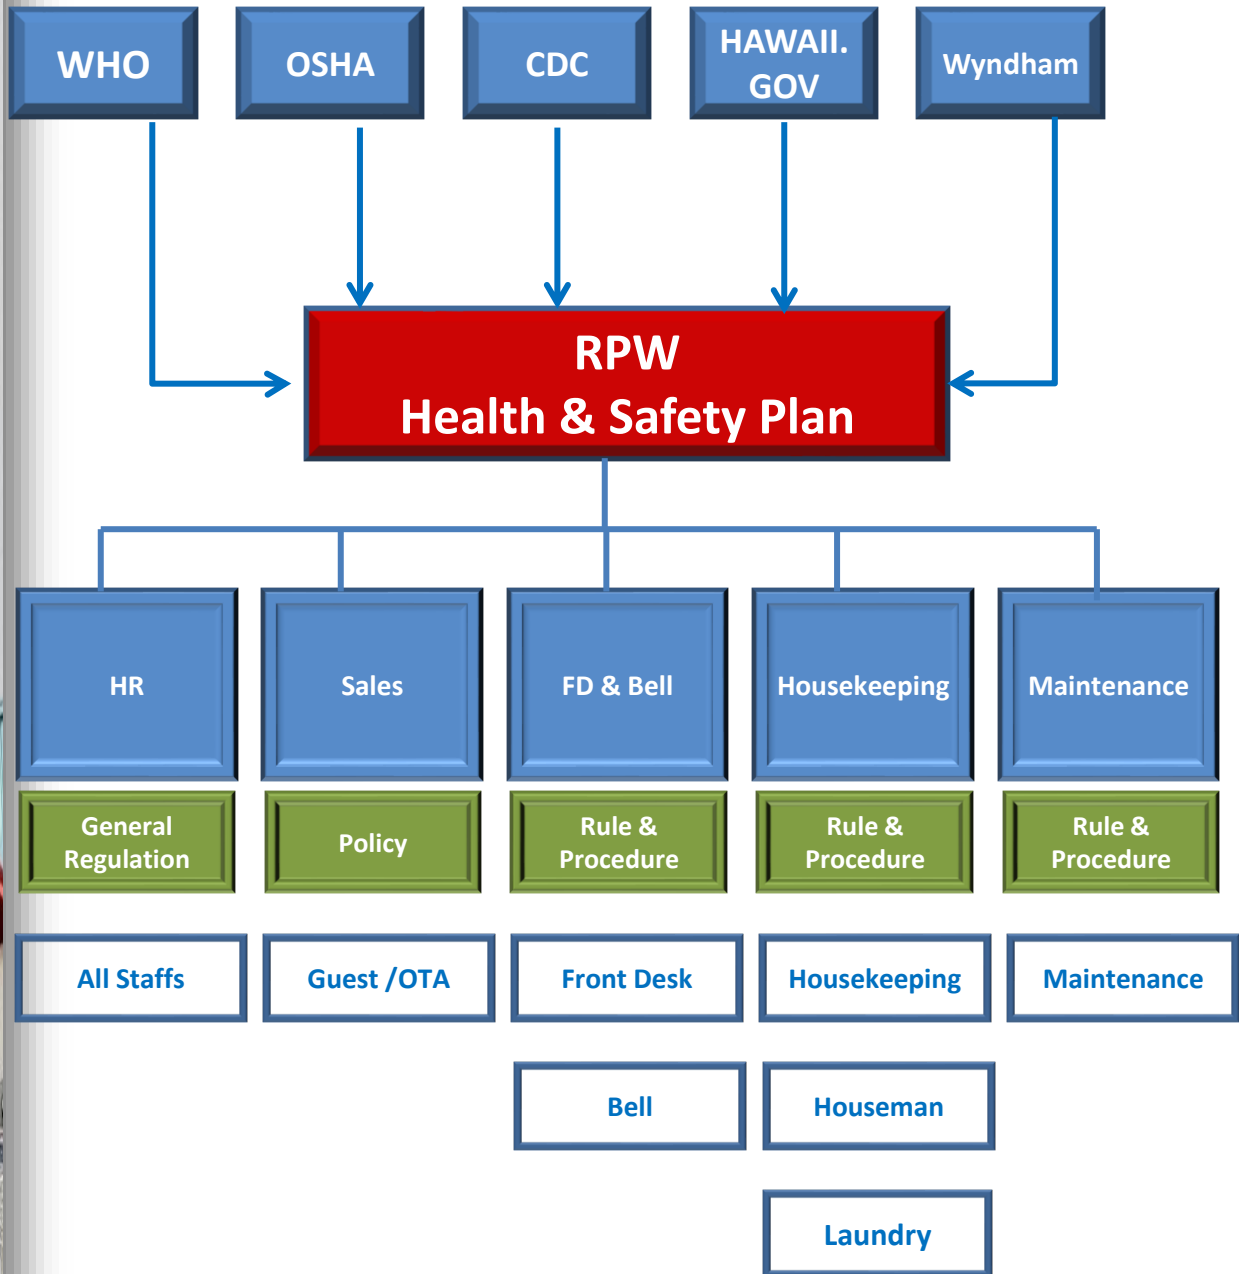 WHO
OSHA
CDC
HAWAII.
GOV
Wyndham
RPW
Health & Safety Plan
HR
Sales
FD & Bell
Housekeeping
Maintenance
General
Regulation
Policy
Rule &
Procedure
Rule &
Procedure
Rule &
Procedure
All Staffs
Guest /OTA
Front Desk
Housekeeping
Maintenance
Bell
Houseman
Laundry